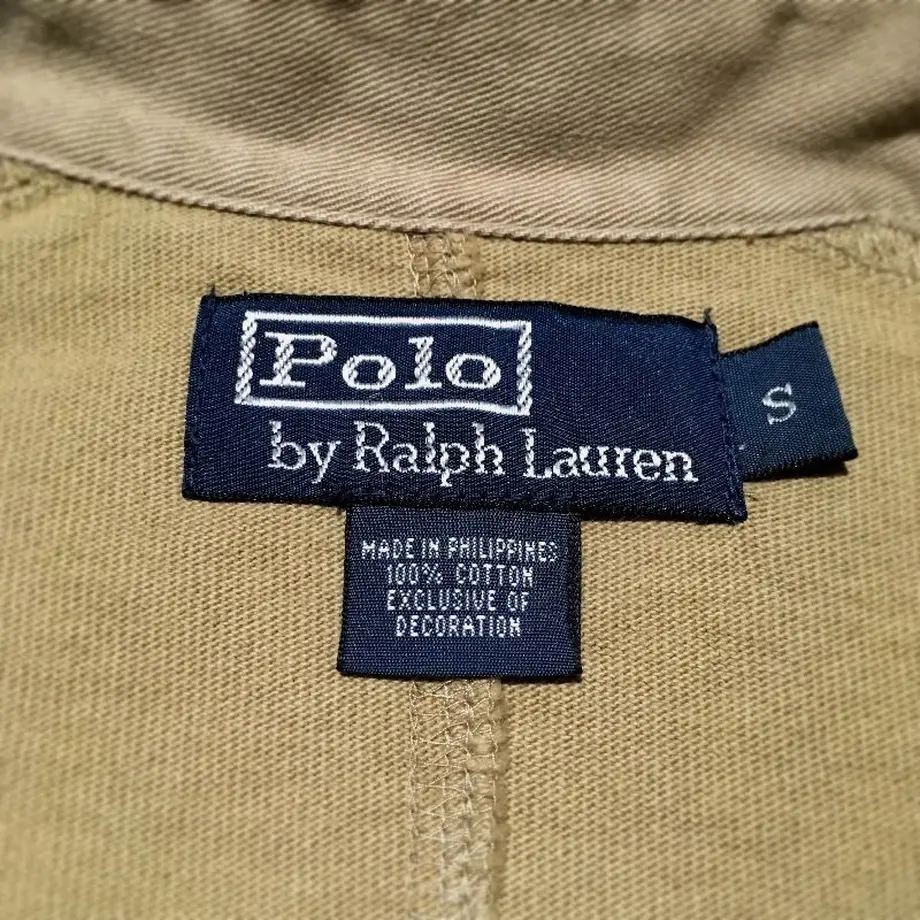 Polo
by Ralph Lauren
S
MADE IN PHILIPPINES
100% COTTON
EXCLUSIVE OF
DECORATION